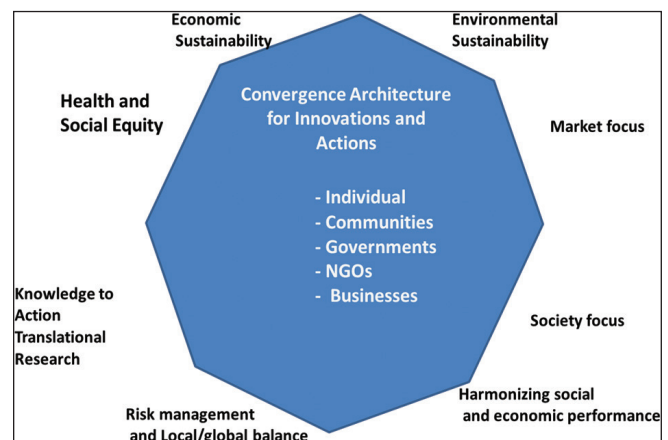 Economic
Sustainability
Environmental
Sustainability
Health and
Social Equity
Convergence Architecture
for Innovations and
Actions
Market focus
- Individual
- Communities
- Governments
- NGOs
- Businesses
Knowledge to
Action
Translational
Research
Society focus
Harmonizing social
and economic performance
Risk management
and Local/global balance